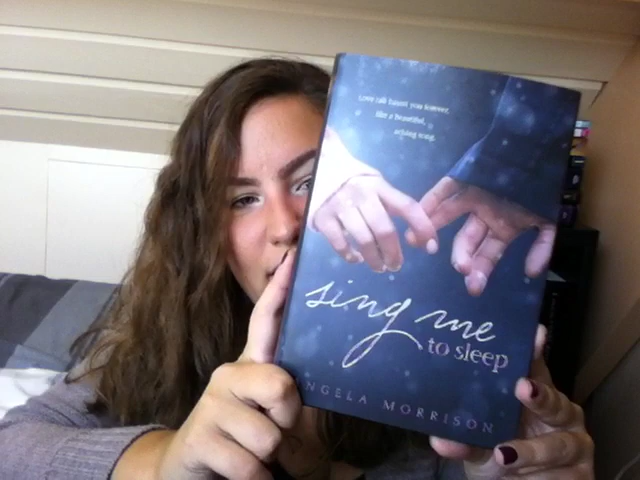 Love can haunt you forever,
like a beautiful,
aching song.
sing me
to sleep
NGELA MORRISON